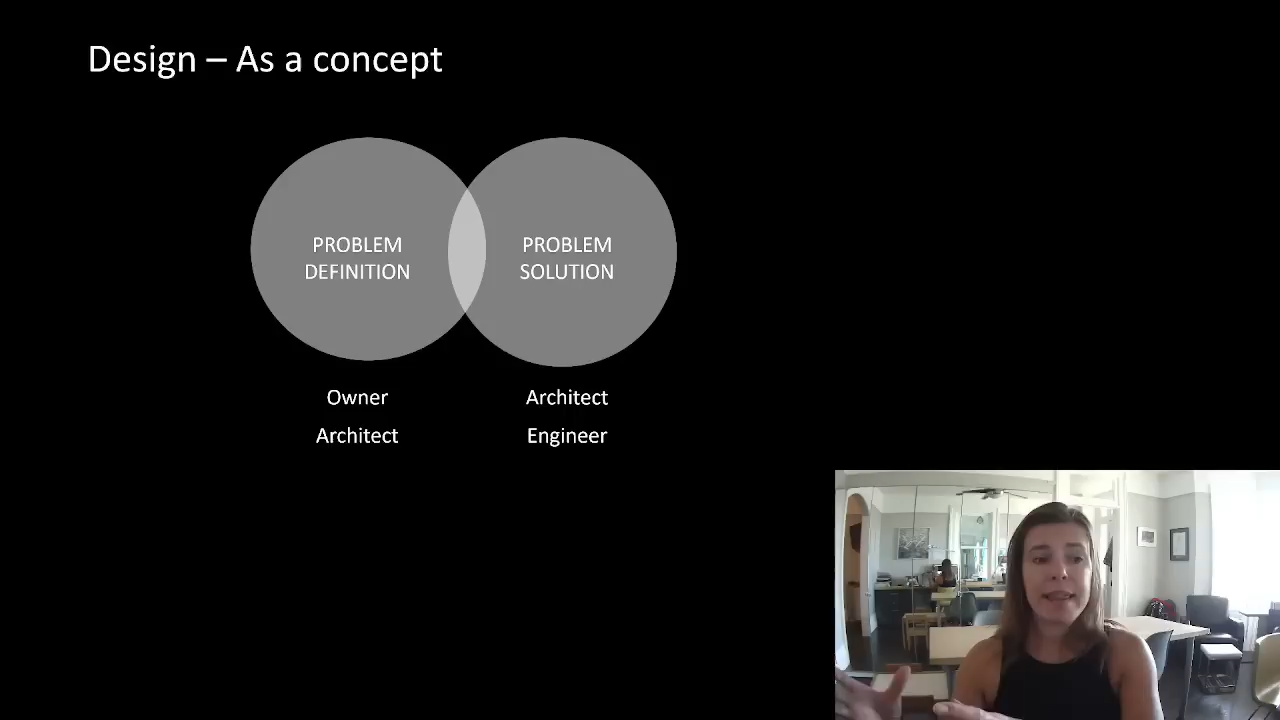 Design – As a concept
PROBLEM
DEFINITION
PROBLEM
SOLUTION
Owner
Architect
Architect
Engineer